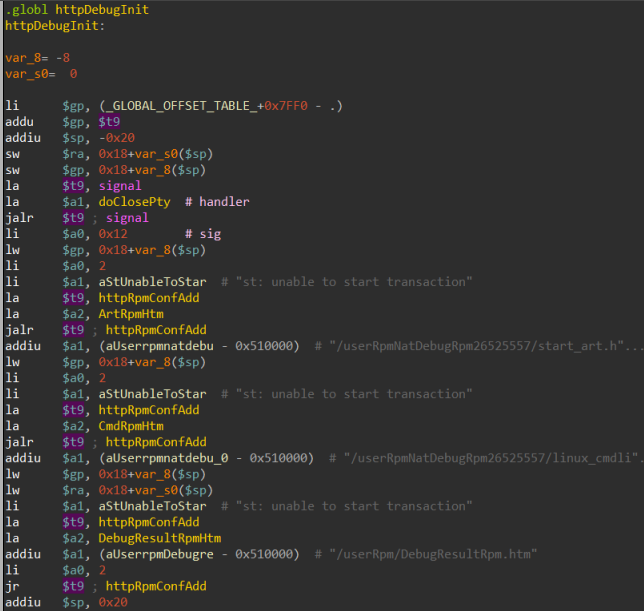 .globl httpDebugInit
httpDebugInit:
var_8= -8
var_s0=  0
li      $gp, (_GLOBAL_OFFSET_TABLE_+0x7FF0 - .)
addu    $gp, $t9
addiu   $sp, -0x20
sw      $ra, 0x18+var_s0($sp)
sw      $gp, 0x18+var_8($sp)
la      $t9, signal
la      $a1, doClosePty  # handler
jalr    $t9 ; signal
li      $a0, 0x12        # sig
lw      $gp, 0x18+var_8($sp)
li      $a0, 2
li      $a1, aStUnableToStar  # "st: unable to start transaction"
la      $t9, httpRpmConfAdd
la      $a2, ArtRpmHtm
jalr    $t9 ; httpRpmConfAdd
addiu   $a1, (aUserrpmnatdebu - 0x510000)  # "/userRpmNatDebugRpm26525557/start_art.h"...
lw      $gp, 0x18+var_8($sp)
li      $a0, 2
li      $a1, aStUnableToStar  # "st: unable to start transaction"
la      $t9, httpRpmConfAdd
la      $a2, CmdRpmHtm
jalr    $t9 ; httpRpmConfAdd
addiu   $a1, (aUserrpmnatdebu_0 - 0x510000)  # "/userRpmNatDebugRpm26525557/linux_cmdli".
lw      $gp, 0x18+var_8($sp)
lw      $ra, 0x18+var_s0($sp)
li      $a1, aStUnableToStar  # "st: unable to start transaction"
la      $t9, httpRpmConfAdd
la      $a2, DebugResultRpmHtm
addiu   $a1, (aUserrpmDebugre - 0x510000)  # "/userRpm/DebugResultRpm.htm"
li      $a0, 2
jr      $t9 ; httpRpmConfAdd
addiu   $sp, 0x20